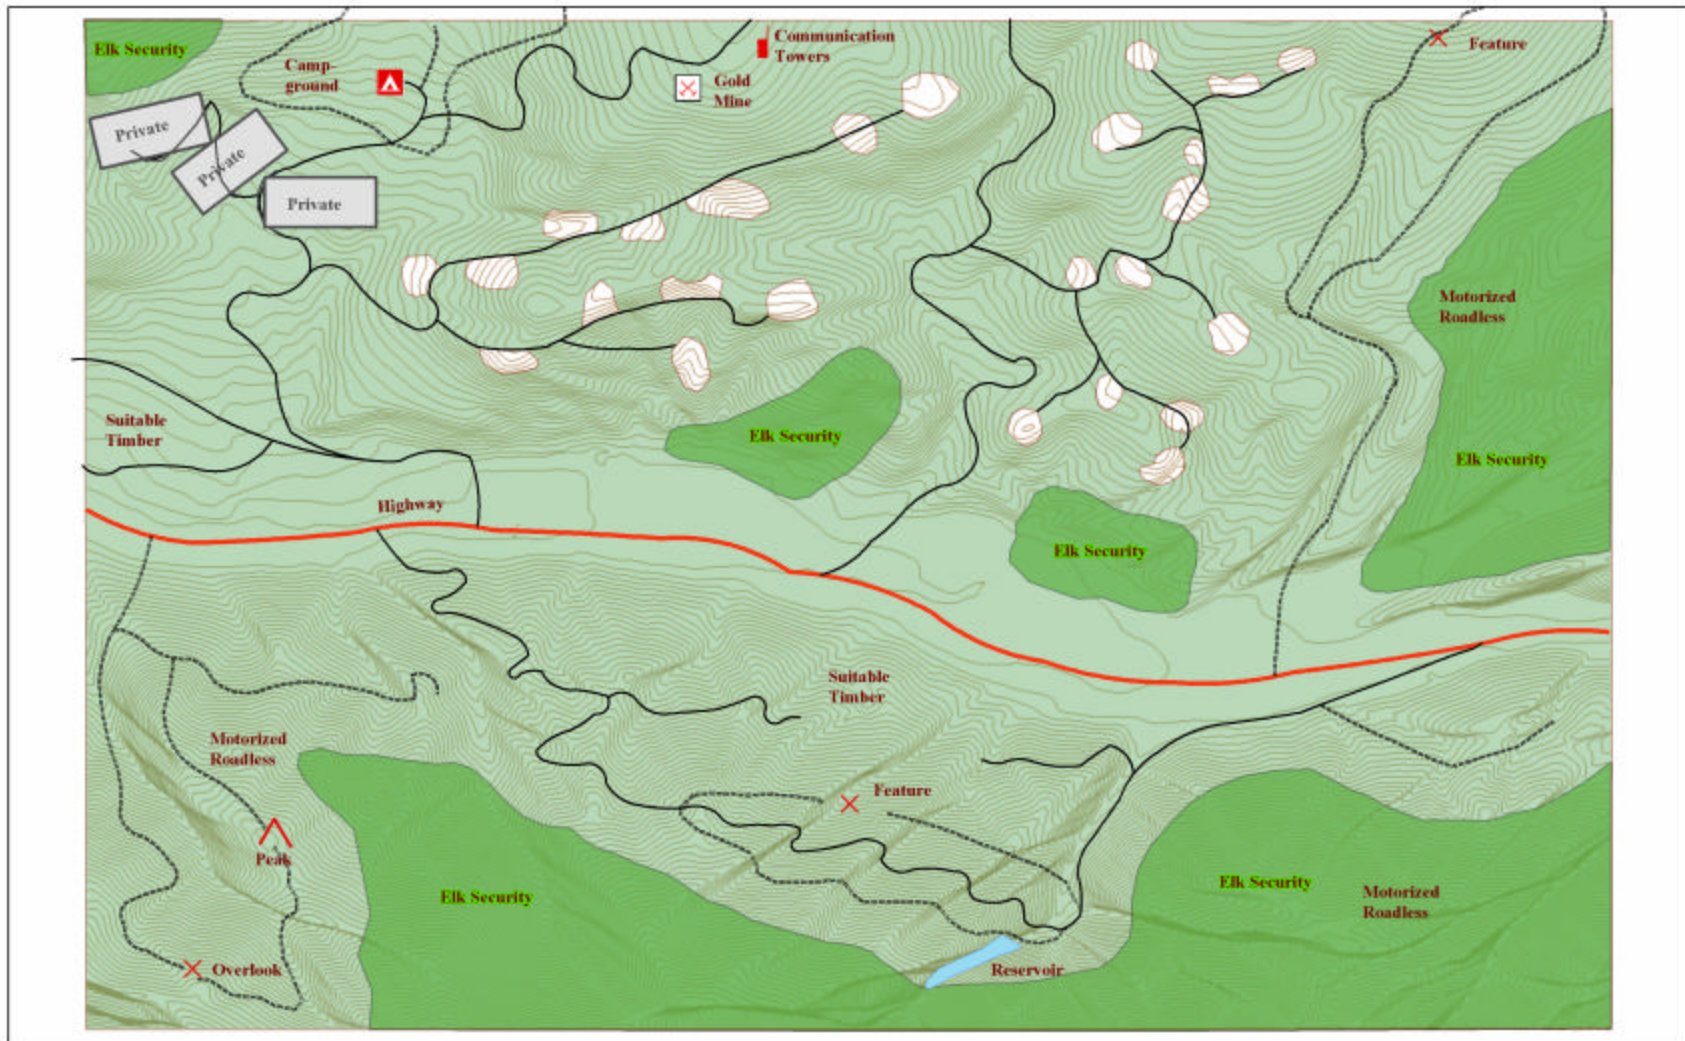 Elk Security
Camp-
ground
Communication
Towers
Feature
Gold
Mine
Private
Private
Private
Motorized
Roadless
Suitable
Timber
Elk Security
Elk Security
Highway
Elk Security
Suitable
Timber
Motorized
Roadless
Feature
Peak
Elk Security
Elk Security
Motorized
Roadless
Overlook
Reservoir